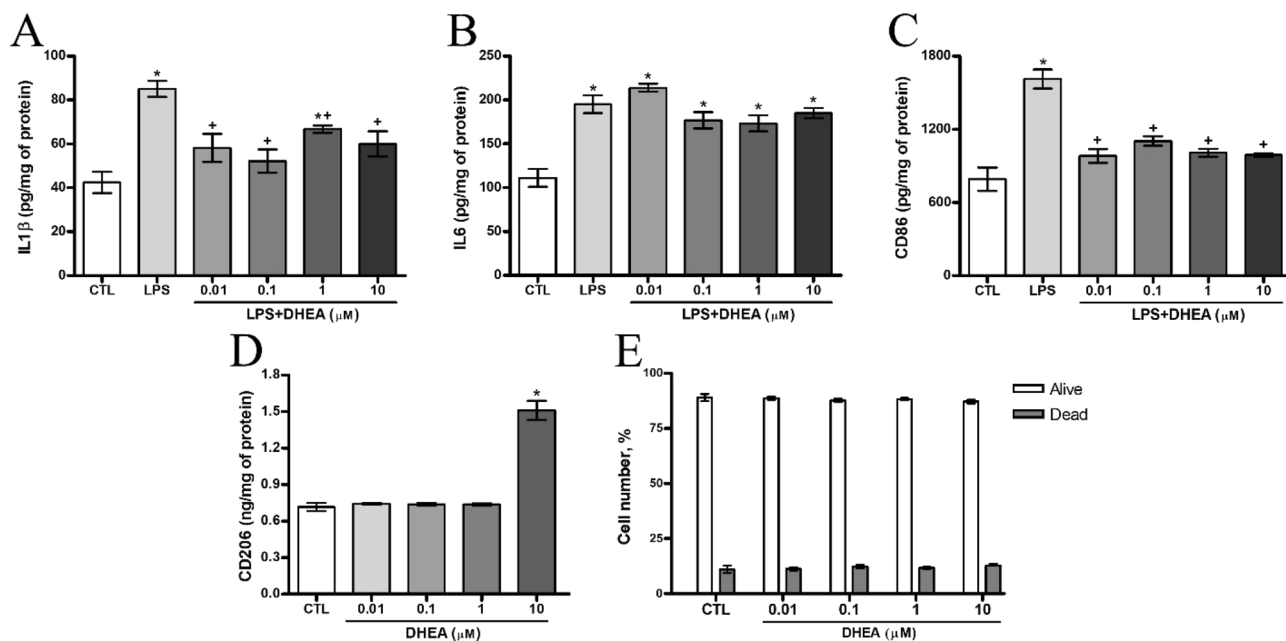 A
IL1β (pg/mg of protein)
100
80
60
40
20
0
*
+
+
*+
+
CTL LPS 0.01 0.1 1 10
LPS+DHEA (μM)
B
IL6 (pg/mg of protein)
250
200
150
100
50
0
*
*
*
*
*
CTL LPS 0.01 0.1 1 10
LPS+DHEA (μM)
C
CD86 (pg/mg of protein)
1800
1200
600
0
*
+
+
+
+
CTL LPS 0.01 0.1 1 10
LPS+DHEA (μM)
D
CD206 (ng/mg of protein)
1.8
1.5
1.2
0.9
0.6
0.3
0.0
*
CTL 0.01 0.1 1 10
DHEA (μM)
E
Cell number, %
100
75
50
25
0
Alive
Dead
CTL 0.01 0.1 1 10
DHEA (μM)